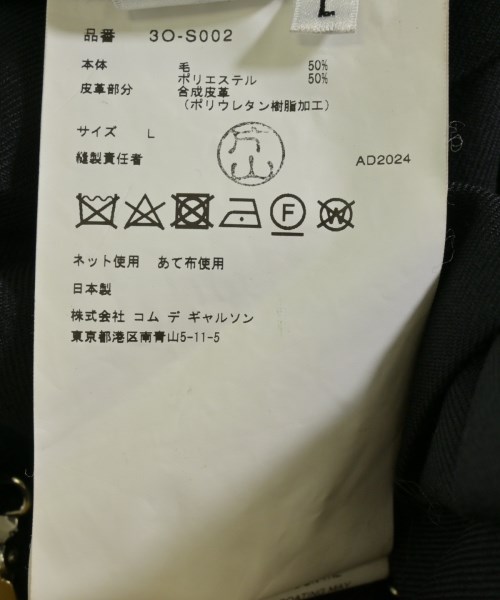 L
品番 3O-S002
本体 毛 50%
ポリエステル 50%
皮革部分 合成皮革
（ポリウレタン樹脂加工）
サイズ L
縫製責任者
AD2024
F
W
ネット使用 あて布使用
日本製
株式会社 コム デ ギャルソン
東京都港区南青山5-11-5